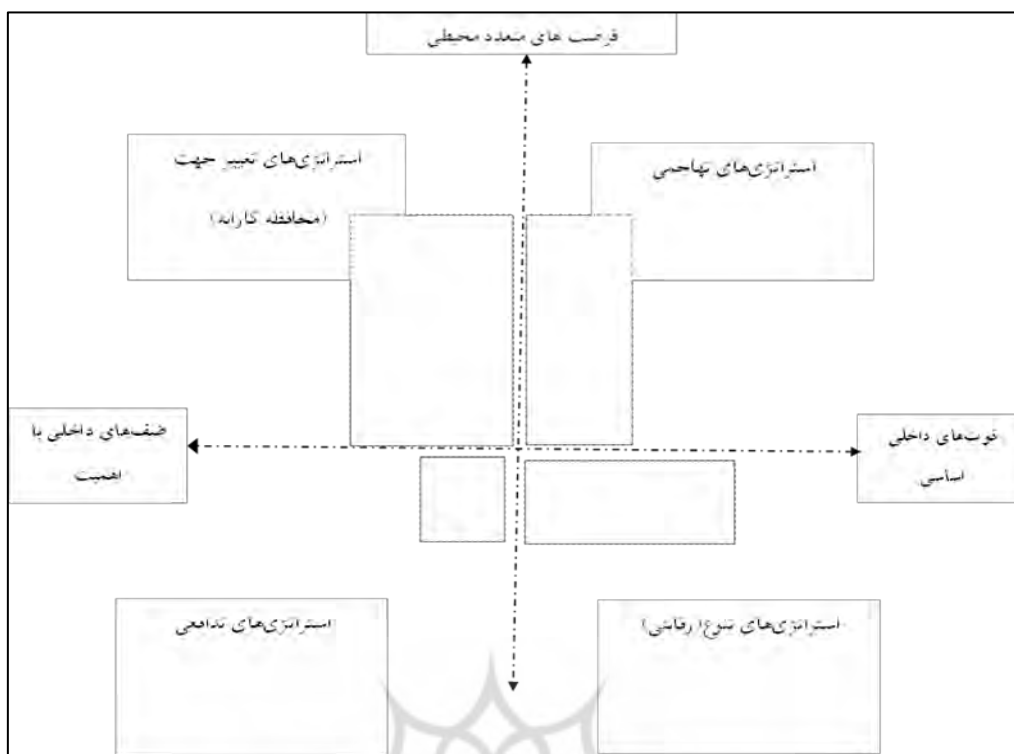 فرصت های متعدد محیطی
استراتژی‌های تهاجمی
استراتژی‌های تغییر جهت
(محافظه کارانه)
قوت‌های داخلی
اساسی
ضعف‌های داخلی با
اهمیت
استراتژی‌های تنوع(رقابتی)
استراتژی‌های تدافعی